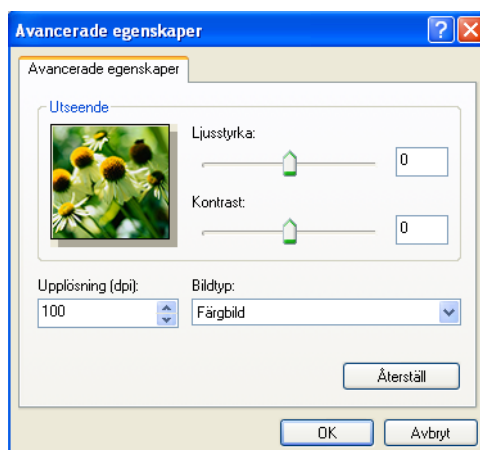 Avancerade egenskaper
Avancerade egenskaper
Utseende
Ljusstyrka:
0
Kontrast:
0
Upplösning (dpi):
Bildtyp:
100
Färgbild
Återställ
OK
Avbryt